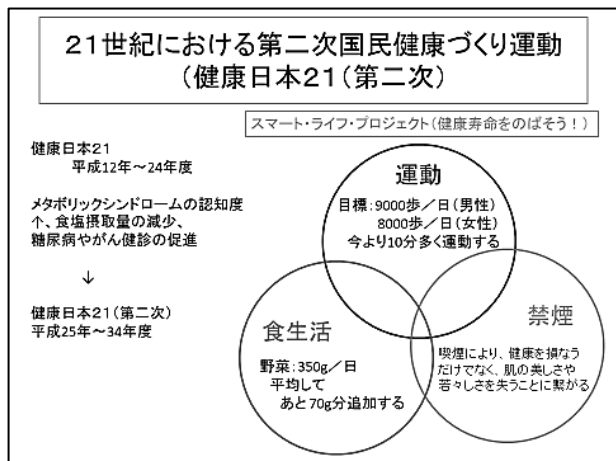 21世紀における第二次国民健康づくり運動
(健康日本21(第二次)
スマート・ライフ・プロジェクト(健康寿命をのばそう!)
健康日本21
平成12年~24年度
メタボリックシンドロームの認知度
↑、食塩摂取量の減少、
糖尿病やがん健診の促進
↓
健康日本21(第二次)
平成25年~34年度
運動
目標:9000歩/日(男性)
8000歩/日(女性)
今より10分多く運動する
食生活
野菜:350g/日
平均して
あと70g分追加する
禁煙
喫煙により、健康を損なう
だけでなく、肌の美しさや
若々しさを失うことに繋がる